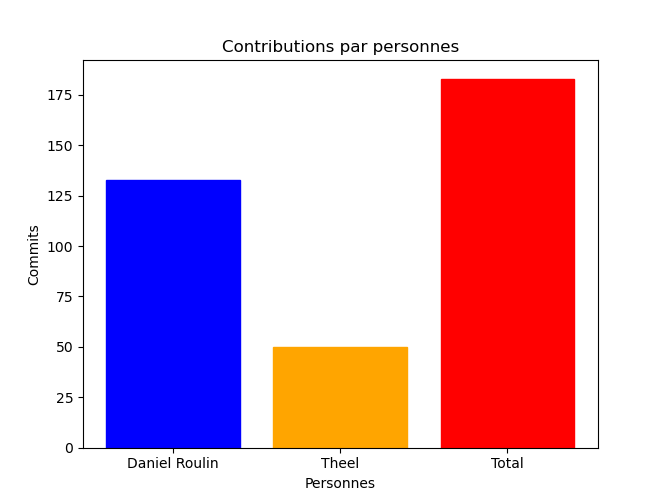 Contributions par personnes
175
150
125
100
75
50
25
0
Commits
Daniel Roulin
Theel
Total
Personnes